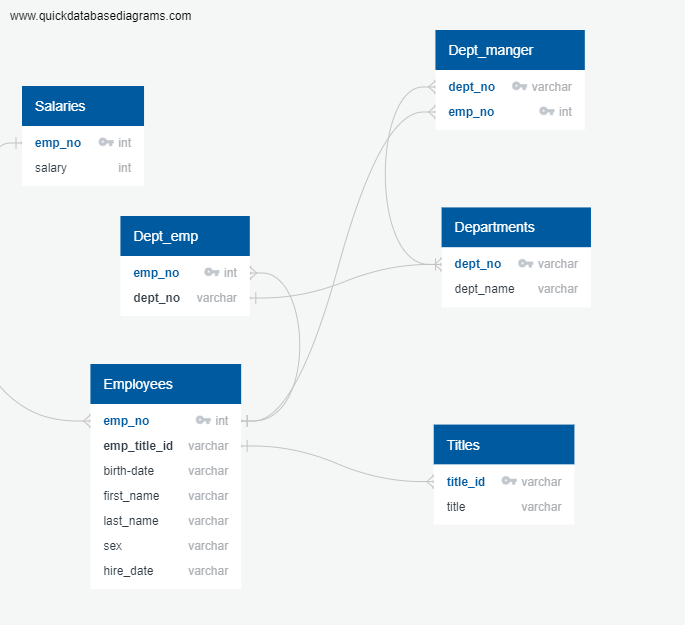 www.quickdatabasediagrams.com
Dept_manger
dept_no varchar
emp_no int
Salaries
emp_no int
salary int
Departments
dept_no varchar
dept_name varchar
Dept_emp
emp_no int
dept_no varchar
Employees
emp_no int
emp_title_id varchar
birth-date varchar
first_name varchar
last_name varchar
sex varchar
hire_date varchar
Titles
title_id varchar
title varchar